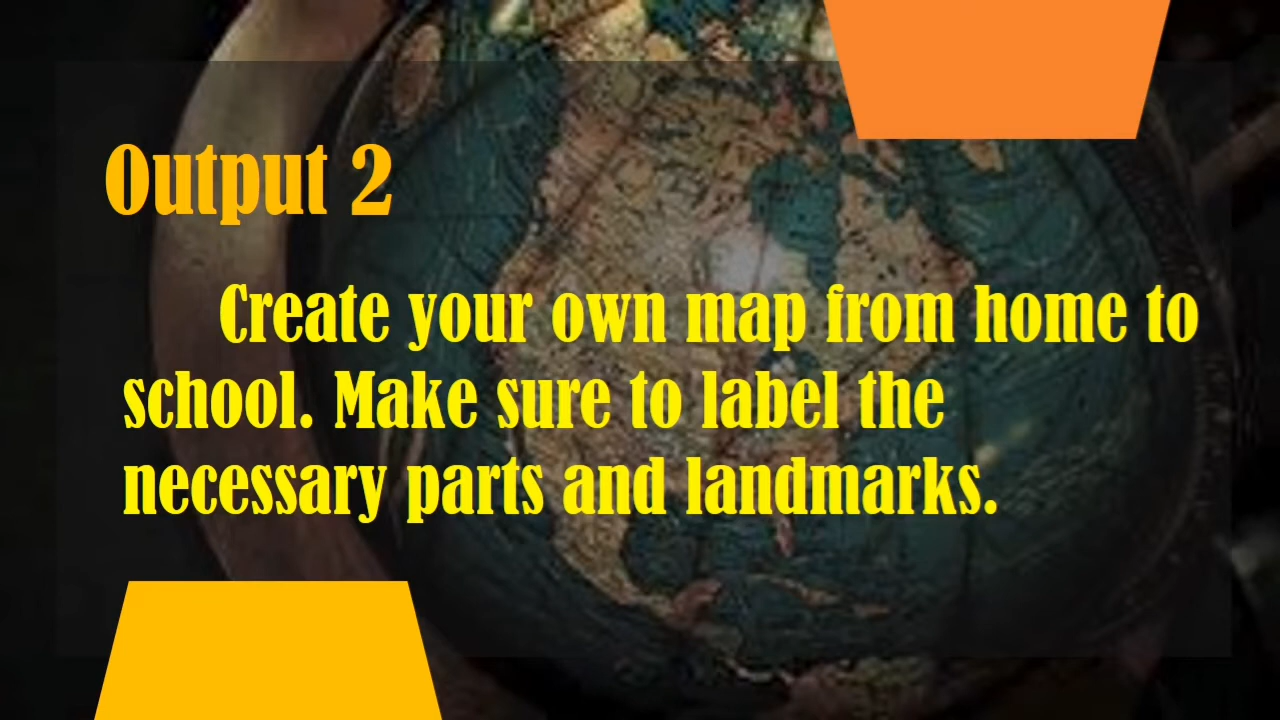 Output 2
Create your own map from home to
school. Make sure to label the
necessary parts and landmarks.